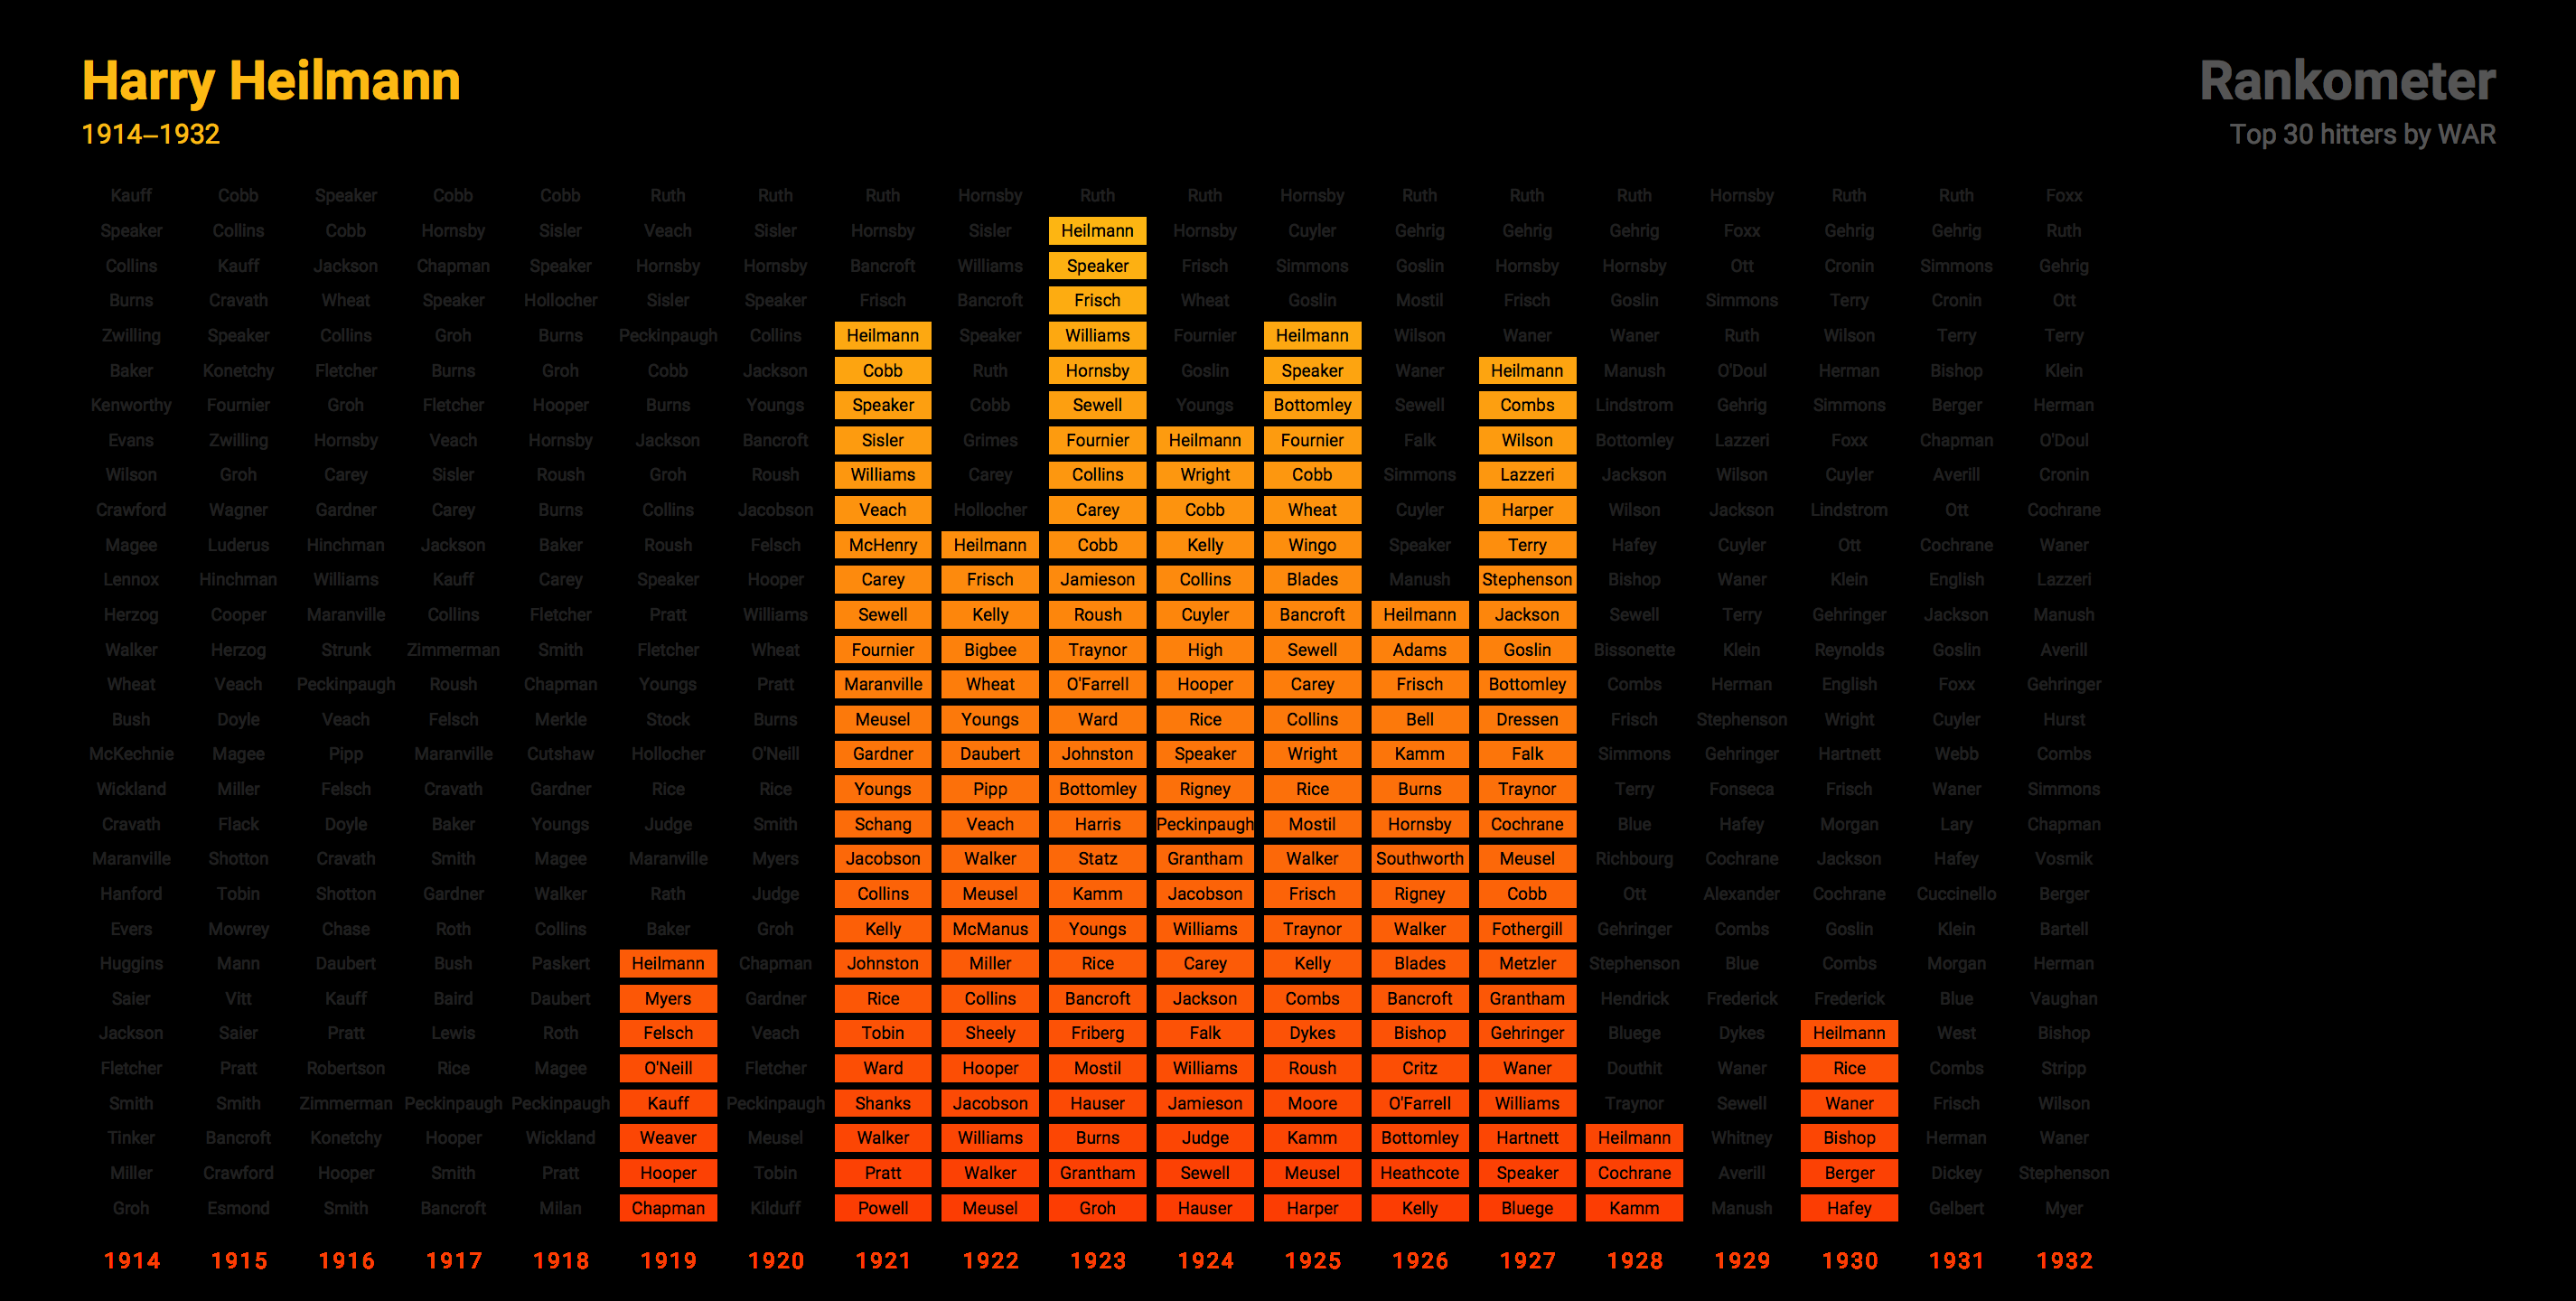 Harry Heilmann
1914–1932
Rankometer
Top 30 hitters by WAR
Kauff Cobb Speaker Cobb Cobb Ruth Ruth Ruth Hornsby Ruth Ruth Hornsby Ruth Ruth Ruth Hornsby Ruth Ruth Foxx
Speaker Collins Cobb Hornsby Sisler Veach Sisler Hornsby Sisler Heilmann Hornsby Cuyler Gehrig Gehrig Gehrig Foxx Gehrig Gehrig Ruth
Collins Kauff Jackson Chapman Speaker Hornsby Hornsby Bancroft Williams Speaker Frisch Simmons Goslin Hornsby Hornsby Ott Cronin Simmons Gehrig
Burns Cravath Wheat Speaker Hollocher Sisler Speaker Frisch Bancroft Frisch Wheat Goslin Mostil Frisch Goslin Simmons Terry Cronin Ott
Zwilling Speaker Collins Groh Burns Peckinpaugh Collins Heilmann Speaker Williams Fournier Heilmann Wilson Waner Waner Ruth Wilson Terry Terry
Baker Konetchy Fletcher Burns Groh Cobb Jackson Cobb Ruth Hornsby Goslin Speaker Waner Heilmann Manush O'Doul Herman Bishop Klein
Kenworthy Fournier Groh Fletcher Hooper Burns Youngs Speaker Cobb Sewell Youngs Bottomley Sewell Combs Lindstrom Gehrig Simmons Berger Herman
Evans Zwilling Hornsby Veach Hornsby Jackson Bancroft Sisler Grimes Fournier Heilmann Fournier Falk Wilson Bottomley Lazzeri Foxx Chapman O'Doul
Wilson Groh Carey Sisler Roush Groh Roush Williams Carey Collins Wright Cobb Simmons Lazzeri Jackson Wilson Cuyler Averill Cronin
Crawford Wagner Gardner Carey Burns Collins Jacobson Veach Hollocher Carey Cobb Wheat Cuyler Harper Wilson Jackson Lindstrom Ott Cochrane
Magee Luderus Hinchman Jackson Baker Roush Felsch McHenry Heilmann Cobb Kelly Wingo Speaker Terry Hafey Cuyler Ott Cochrane Waner
Lennox Hinchman Williams Kauff Carey Speaker Hooper Carey Frisch Jamieson Collins Blades Manush Stephenson Bishop Waner Klein English Lazzeri
Herzog Cooper Maranville Collins Fletcher Pratt Williams Sewell Kelly Roush Cuyler Bancroft Heilmann Jackson Sewell Terry Gehringer Jackson Manush
Walker Herzog Strunk Zimmerman Smith Fletcher Wheat Fournier Bigbee Traynor High Sewell Adams Goslin Bissonette Klein Reynolds Goslin Averill
Wheat Veach Peckinpaugh Roush Chapman Youngs Pratt Maranville Wheat O'Farrell Hooper Carey Frisch Bottomley Combs Herman English Foxx Gehringer
Bush Doyle Veach Felsch Merkle Stock Burns Meusel Youngs Ward Rice Collins Bell Dressen Frisch Stephenson Wright Cuyler Hurst
McKechnie Magee Pipp Maranville Cutshaw Hollocher O'Neill Gardner Daubert Johnston Speaker Wright Kamm Falk Simmons Gehringer Hartnett Webb Combs
Wickland Miller Felsch Cravath Gardner Rice Rice Youngs Pipp Bottomley Rigney Rice Burns Traynor Terry Fonseca Frisch Waner Simmons
Cravath Flack Doyle Baker Youngs Judge Smith Schang Veach Harris Peckinpaugh Mostil Hornsby Cochrane Blue Hafey Morgan Lary Chapman
Maranville Shotton Cravath Smith Magee Maranville Myers Jacobson Walker Statz Grantham Walker Southworth Meusel Richbourg Cochrane Jackson Hafey Vosmik
Hanford Tobin Shotton Gardner Walker Rath Judge Collins Meusel Kamm Jacobson Frisch Rigney Cobb Ott Alexander Cochrane Cuccinello Berger
Evers Mowrey Chase Roth Collins Baker Groh Kelly McManus Youngs Williams Traynor Walker Fothergill Gehringer Combs Goslin Klein Bartell
Huggins Mann Daubert Bush Paskert Heilmann Chapman Johnston Miller Rice Carey Kelly Blades Metzler Stephenson Blue Combs Morgan Herman
Saier Vitt Kauff Baird Daubert Myers Gardner Rice Collins Bancroft Jackson Combs Bancroft Grantham Hendrick Frederick Frederick Blue Vaughan
Jackson Saier Pratt Lewis Roth Felsch Veach Tobin Sheely Friberg Falk Dykes Bishop Gehringer Bluege Dykes Heilmann West Bishop
Fletcher Pratt Robertson Rice Magee O'Neill Fletcher Ward Hooper Mostil Williams Roush Critz Waner Douthit Waner Rice Combs Stripp
Smith Smith Zimmerman Peckinpaugh Peckinpaugh Kauff Peckinpaugh Shanks Jacobson Hauser Jamieson Moore O'Farrell Williams Traynor Sewell Waner Frisch Wilson
Tinker Bancroft Konetchy Hooper Wickland Weaver Meusel Walker Williams Burns Judge Kamm Bottomley Hartnett Heilmann Whitney Bishop Herman Waner
Miller Crawford Hooper Smith Pratt Hooper Tobin Pratt Walker Grantham Sewell Meusel Heathcote Speaker Cochrane Averill Berger Dickey Stephenson
Groh Esmond Smith Bancroft Milan Chapman Kilduff Powell Meusel Groh Hauser Harper Kelly Bluege Kamm Manush Hafey Gelbert Myer
1914 1915 1916 1917 1918 1919 1920 1921 1922 1923 1924 1925 1926 1927 1928 1929 1930 1931 1932